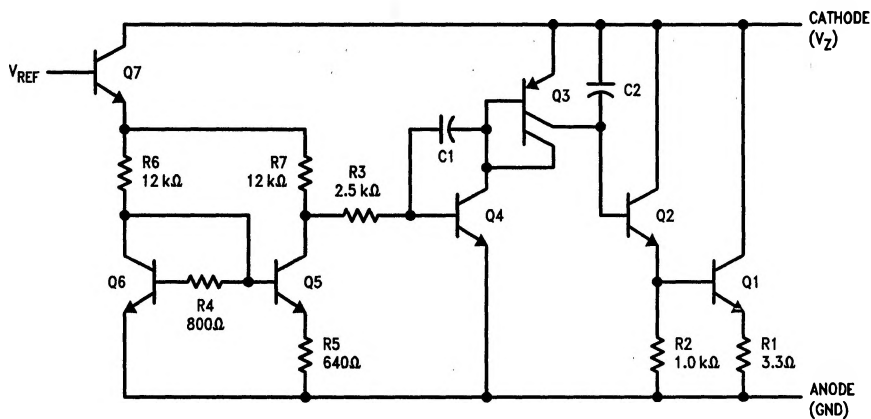 CATHODE
(VZ)
VREF
Q7
Q3
C2
C1
R6
12 kΩ
R7
12 kΩ
R3
2.5 kΩ
Q4
Q2
Q6
R4
800Ω
Q5
Q1
R5
640Ω
R2
1.0 kΩ
R1
3.3Ω
ANODE
(GND)